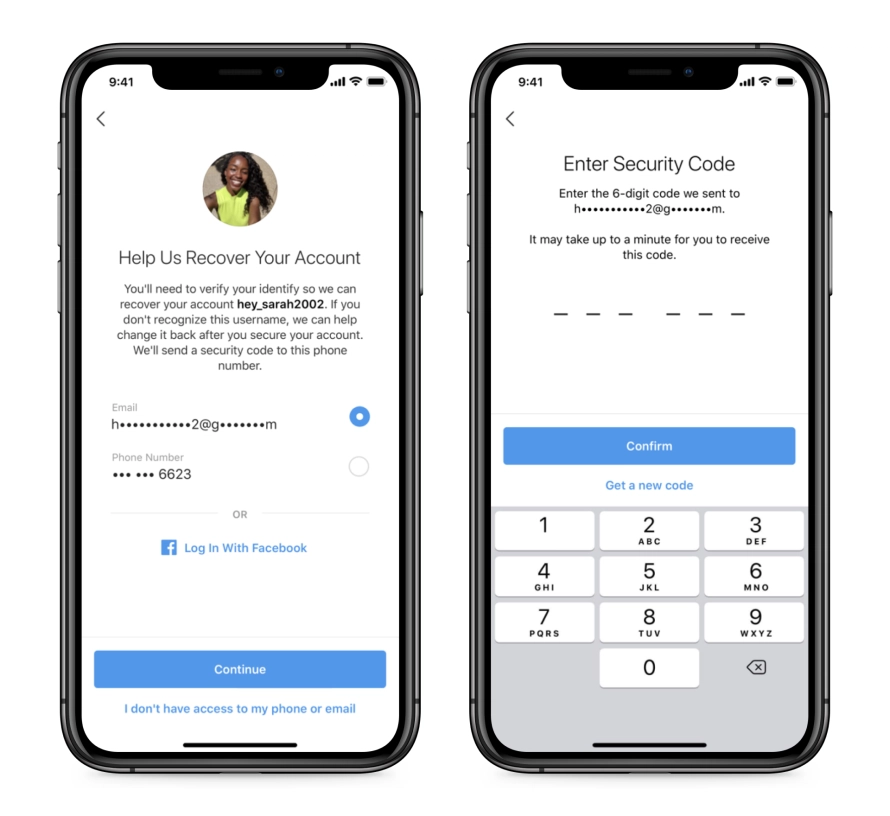 9:41
Help Us Recover Your Account
You'll need to verify your identify so we can
recover your account hey_sarah2002. If you
don't recognize this username, we can help
change it back after you secure your account.
We'll send a security code to this phone
number.
Email
h•••••••••••2@g•••••••m
Phone Number
••• ••• 6623
OR
f Log In With Facebook
Continue
I don't have access to my phone or email
9:41
Enter Security Code
Enter the 6-digit code we sent to
h•••••••••••2@g•••••••m.
It may take up to a minute for you to receive
this code.
Confirm
Get a new code
1 2 3
ABC DEF
4 5 6
GHI JKL MNO
7 8 9
PQRS TUV WXYZ
0